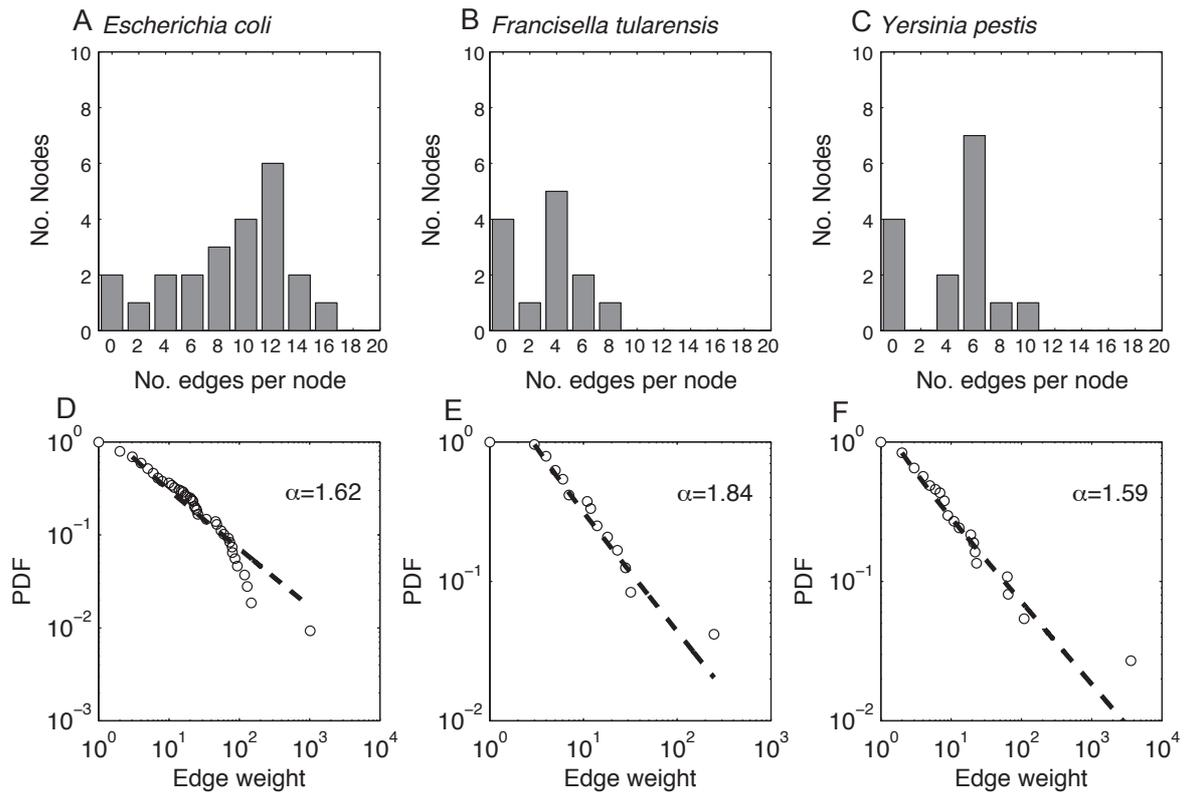 A Escherichia coli
B Francisella tularensis
C Yersinia pestis
10
8
6
4
2
0
No. Nodes
0 2 4 6 8 10 12 14 16 18 20
No. edges per node
10
8
6
4
2
0
No. Nodes
0 2 4 6 8 10 12 14 16 18 20
No. edges per node
10
8
6
4
2
0
No. Nodes
0 2 4 6 8 10 12 14 16 18 20
No. edges per node
D
10^0
10^-1
10^-2
10^-3
PDF
α=1.62
10^0 10^1 10^2 10^3 10^4
Edge weight
E
10^0
10^-1
10^-2
PDF
α=1.84
10^0 10^1 10^2 10^3
Edge weight
F
10^0
10^-1
10^-2
PDF
α=1.59
10^0 10^1 10^2 10^3 10^4
Edge weight